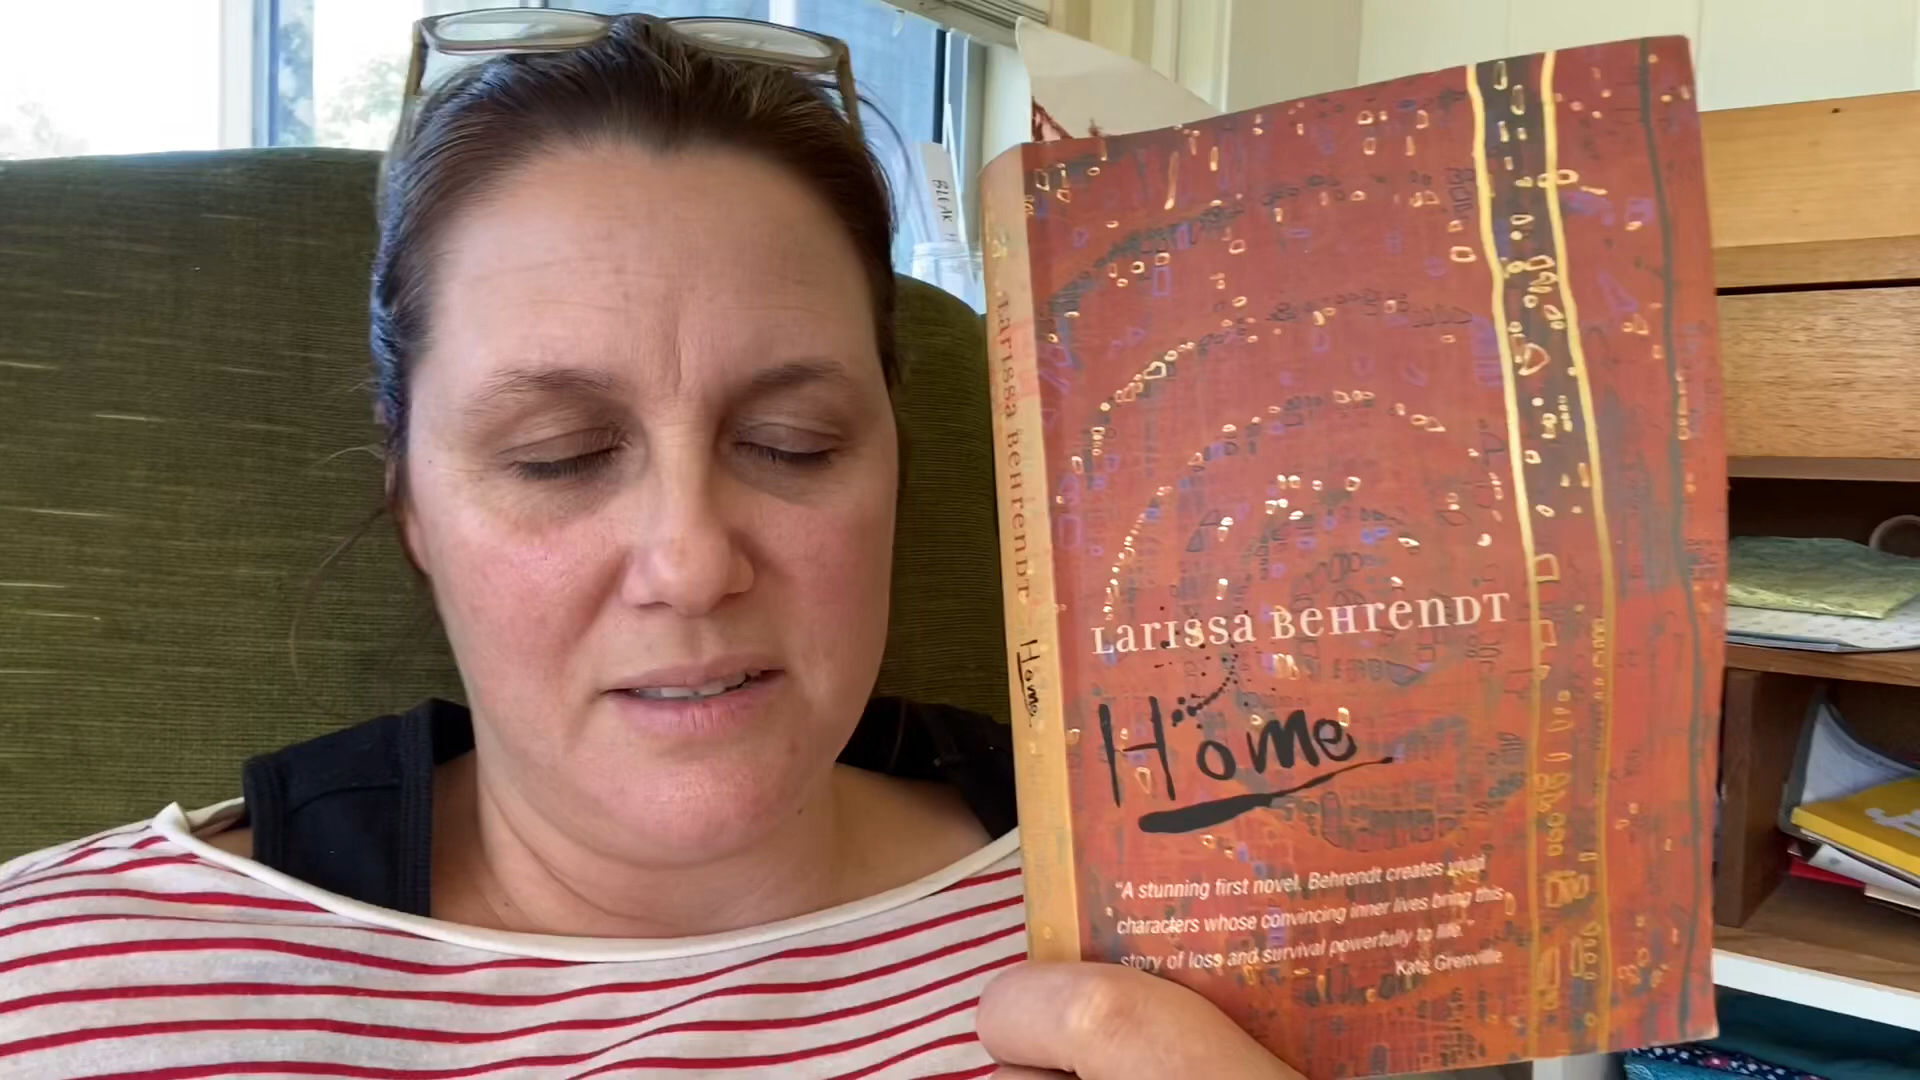 BLEAK
Larissa Behrendt
Home
Larissa Behrendt
Home
"A stunning first novel. Behrendt creates vivid
characters whose convincing inner lives bring this
story of loss and survival powerfully to life."
Kate Grenville